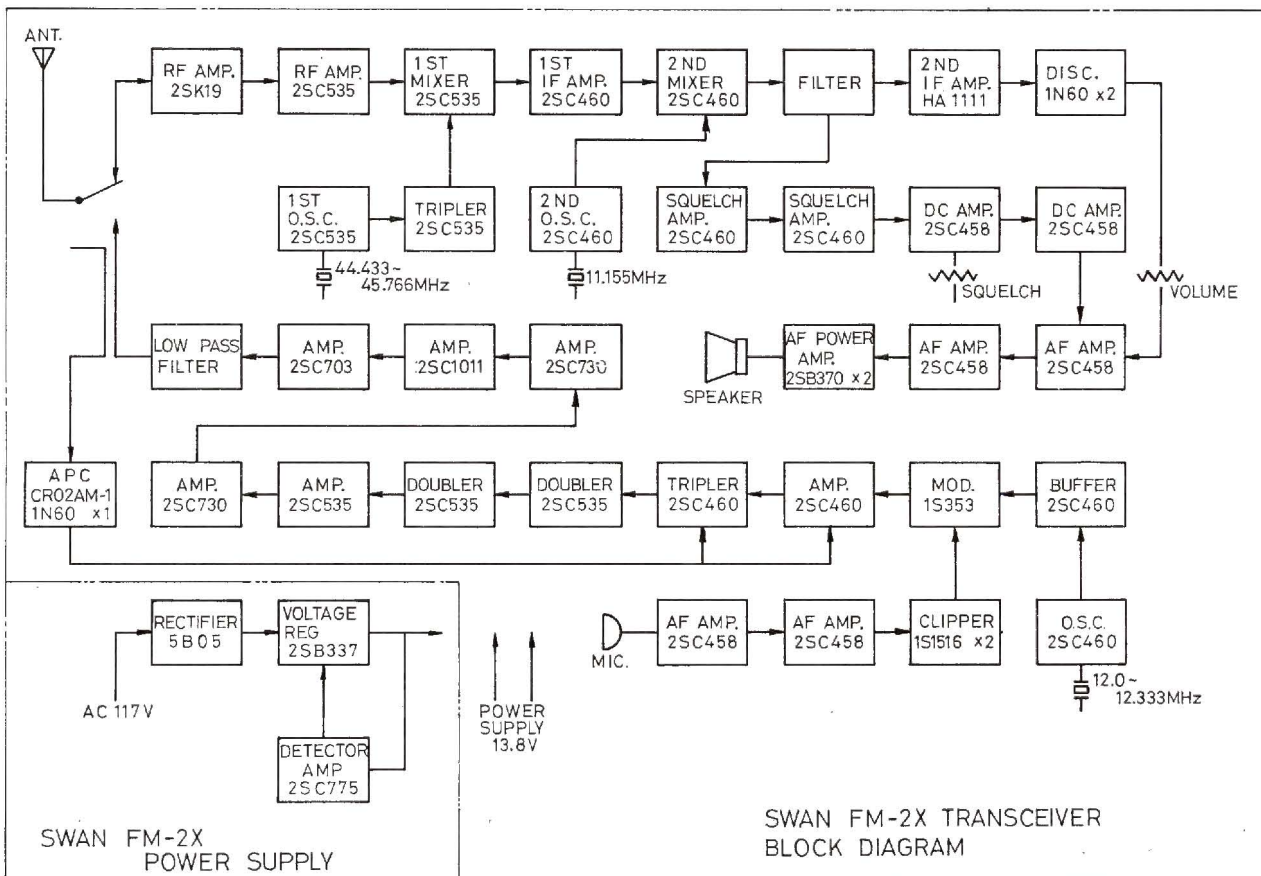 ANT.
RF AMP.
2SK19
RF AMP.
2SC535
1ST
MIXER
2SC535
1ST
IF AMP.
2SC460
2ND
MIXER
2SC460
FILTER
2ND
IF AMP.
HA 1111
DISC.
1N60 x2
1ST
O.S.C.
2SC535
TRIPLER
2SC535
2ND
O.S.C.
2SC460
SQUELCH
AMP.
2SC460
SQUELCH
AMP.
2SC460
DC AMP.
2SC458
DC AMP.
2SC458
44.433~
45.766MHz
11.155MHz
SQUELCH
VOLUME
LOW PASS
FILTER
AMP.
2SC703
AMP.
2SC1011
AMP.
2SC730
SPEAKER
AF POWER
AMP.
2SB370 x2
AF AMP.
2SC458
AF AMP.
2SC458
APC
CR02AM-1
1N60 x1
AMP.
2SC730
AMP.
2SC535
DOUBLER
2SC535
DOUBLER
2SC535
TRIPLER
2SC460
AMP.
2SC460
MOD.
1S353
BUFFER
2SC460
RECTIFIER
5B05
VOLTAGE
REG
2SB337
AC 117V
DETECTOR
AMP
2SC775
SWAN FM-2X
POWER SUPPLY
POWER
SUPPLY
13.8V
MIC.
AF AMP.
2SC458
AF AMP.
2SC458
CLIPPER
1S1516 x2
O.S.C.
2SC460
12.0~
12.333MHz
SWAN FM-2X TRANSCEIVER
BLOCK DIAGRAM